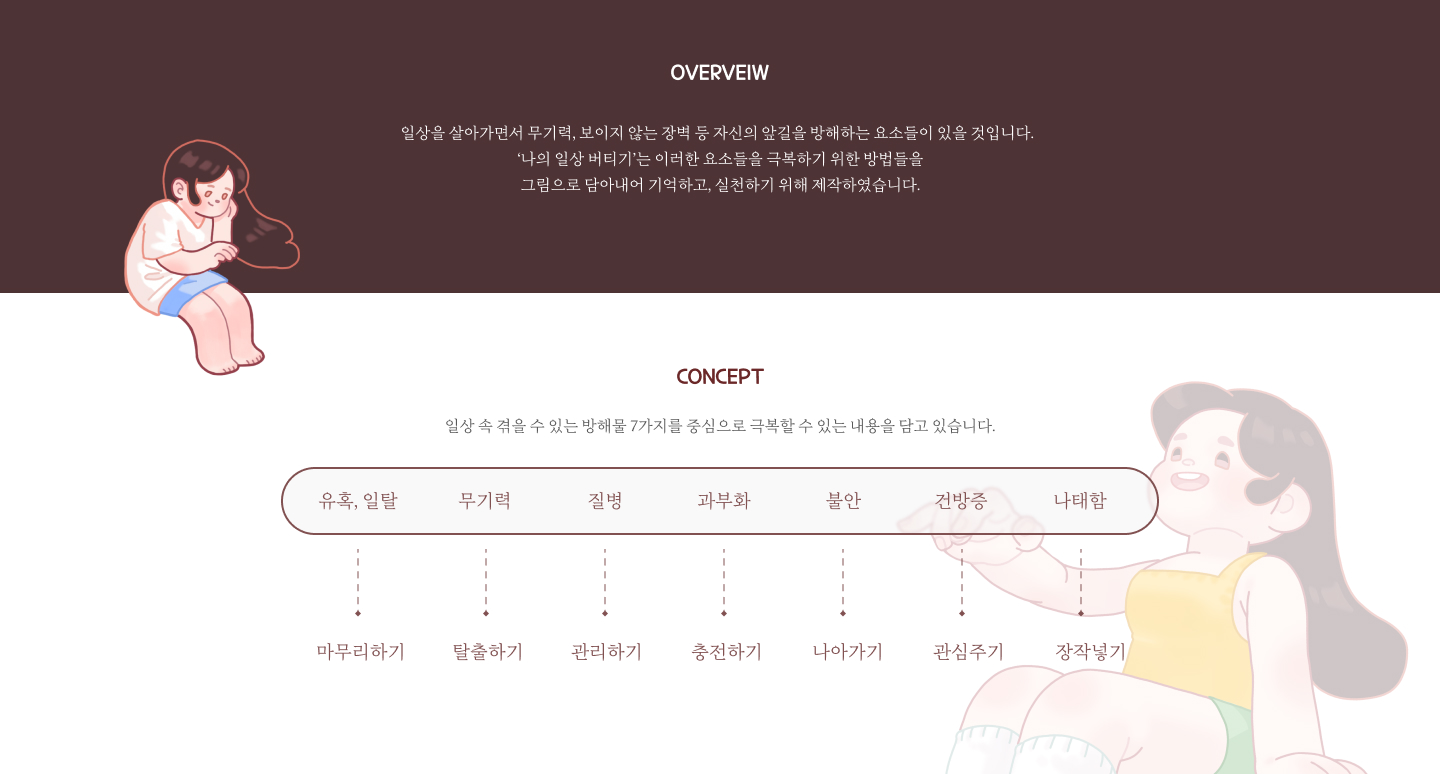 OVERVEIW
일상을 살아가면서 무기력, 보이지 않는 장벽 등 자신의 앞길을 방해하는 요소들이 있을 것입니다.
‘나의 일상 버티기’는 이러한 요소들을 극복하기 위한 방법들을
그림으로 담아내어 기억하고, 실천하기 위해 제작하였습니다.
CONCEPT
일상 속 겪을 수 있는 방해물 7가지를 중심으로 극복할 수 있는 내용을 담고 있습니다.
유혹, 일탈 무기력 질병 과부화 불안 건방증 나태함
마무리하기 탈출하기 관리하기 충전하기 나아가기 관심주기 장작넣기